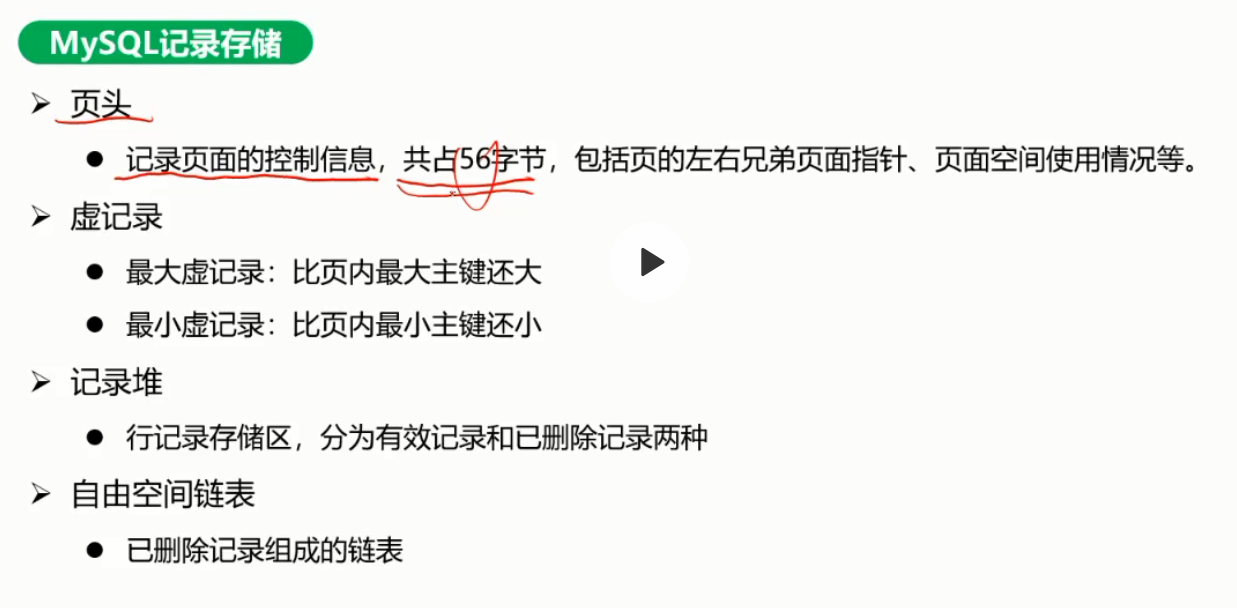 MySQL记录存储
页头
记录页面的控制信息，共占56字节，包括页的左右兄弟页面指针、页面空间使用情况等。
虚记录
最大虚记录：比页内最大主键还大
最小虚记录：比页内最小主键还小
记录堆
行记录存储区，分为有效记录和已删除记录两种
自由空间链表
已删除记录组成的链表